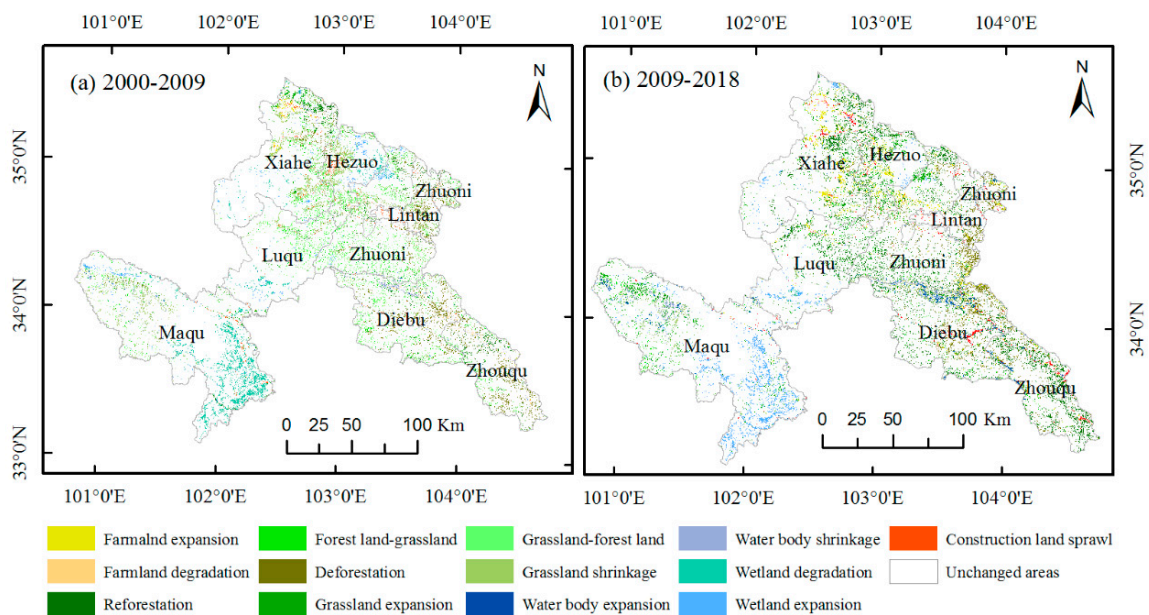 101°0'E 102°0'E 103°0'E 104°0'E
(a) 2000-2009
N
35°0'N
34°0'N
33°0'N
Xiahe
Hezuo
Zhuoni
Lintan
Luqu
Zhuoni
Maqu
Diebu
Zhouqu
0 25 50 100 Km
101°0'E 102°0'E 103°0'E 104°0'E
101°0'E 102°0'E 103°0'E 104°0'E
(b) 2009-2018
N
35°0'N
34°0'N
Xiahe
Hezuo
Zhuoni
Lintan
Luqu
Zhuoni
Maqu
Diebu
Zhouqu
0 25 50 100 Km
101°0'E 102°0'E 103°0'E 104°0'E
Farmalnd expansion
Farmland degradation
Reforestation
Forest land-grassland
Deforestation
Grassland expansion
Grassland-forest land
Grassland shrinkage
Water body expansion
Water body shrinkage
Wetland degradation
Wetland expansion
Construction land sprawl
Unchanged areas